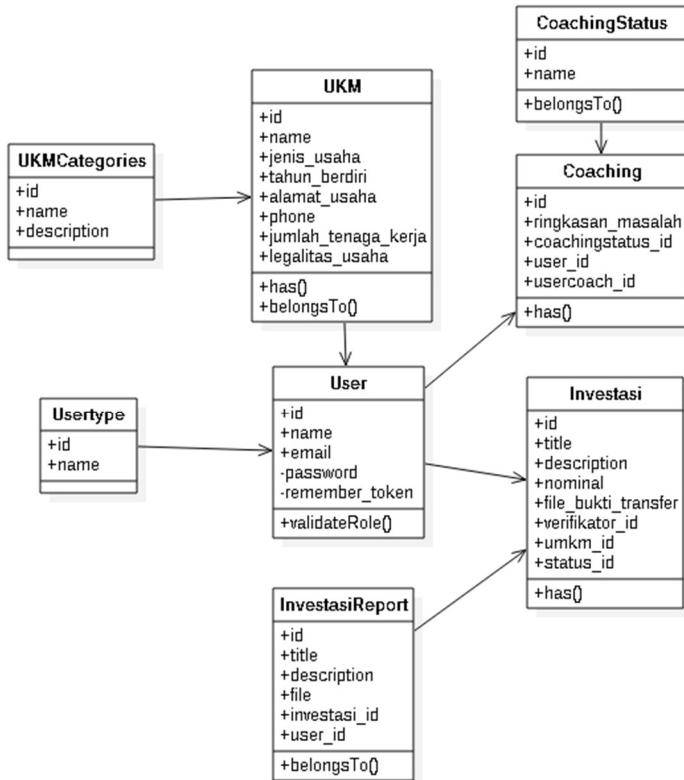 CoachingStatus
+id
+name
+belongsTo()
UKM
+id
+name
+jenis_usaha
+tahun_berdiri
+alamat_usaha
+phone
+jumlah_tenaga_kerja
+legalitas_usaha
+has()
+belongsTo()
UKMCategories
+id
+name
+description
Coaching
+id
+ringkasan_masalah
+coachingstatus_id
+user_id
+usercoach_id
+has()
User
+id
+name
+email
-password
-remember_token
+validateRole()
Usertype
+id
+name
Investasi
+id
+title
+description
+nominal
+file_bukti_transfer
+verifikator_id
+umkm_id
+status_id
+has()
InvestasiReport
+id
+title
+description
+file
+investasi_id
+user_id
+belongsTo()